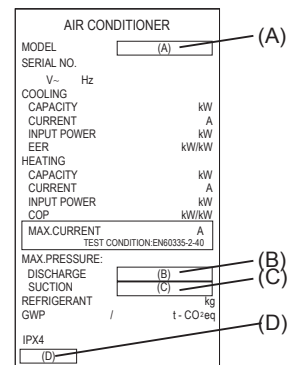 AIR CONDITIONER
MODEL (A) (A)
SERIAL NO.
V~ Hz
COOLING
CAPACITY kW
CURRENT A
INPUT POWER kW
EER kW/kW
HEATING
CAPACITY kW
CURRENT A
INPUT POWER kW
COP kW/kW
MAX.CURRENT A
TEST CONDITION:EN60335-2-40
MAX.PRESSURE:
DISCHARGE (B) (B)
SUCTION (C) (C)
REFRIGERANT kg
GWP / t - CO2eq
IPX4
(D) (D)